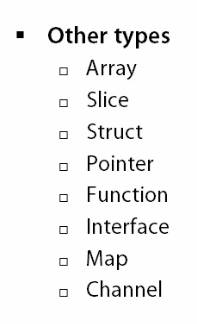 ▪ Other types
▫ Array
▫ Slice
▫ Struct
▫ Pointer
▫ Function
▫ Interface
▫ Map
▫ Channel